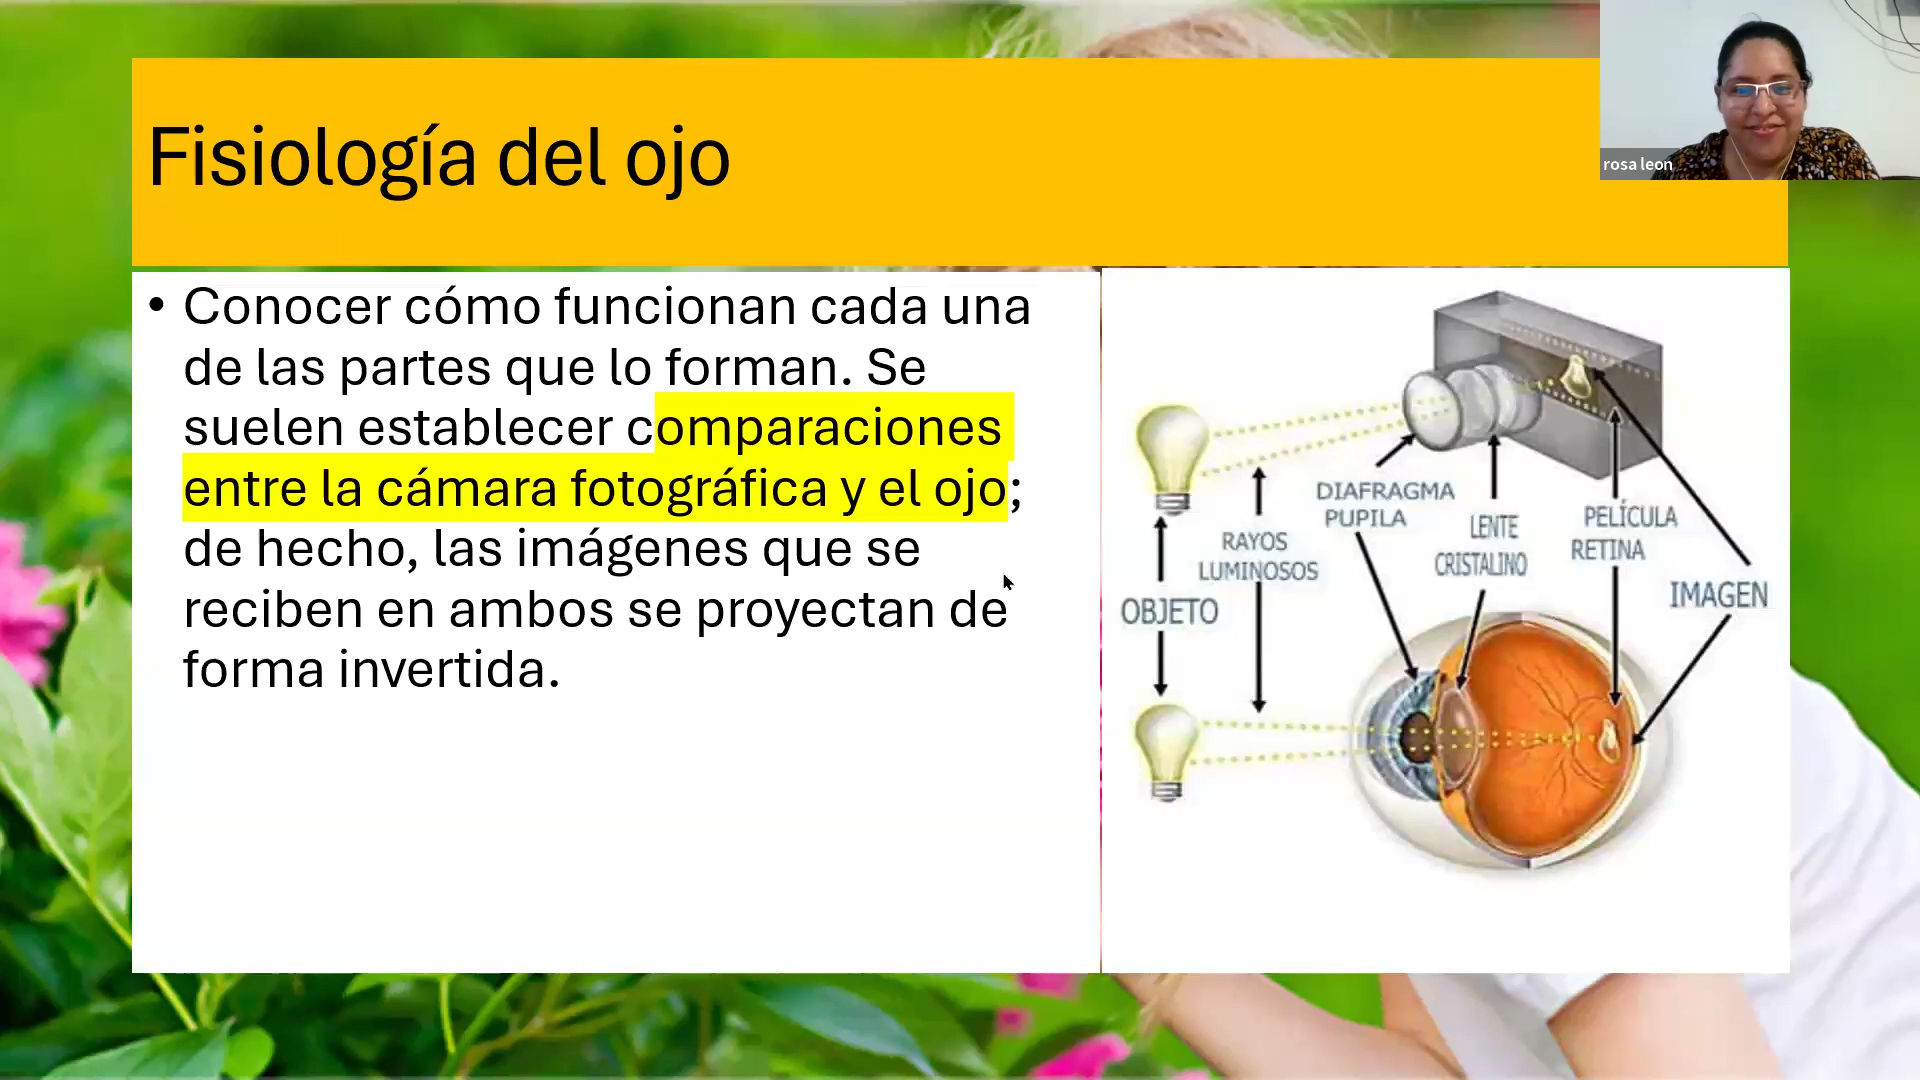 Fisiología del ojo
rosa leon
• Conocer cómo funcionan cada una
de las partes que lo forman. Se
suelen establecer comparaciones
entre la cámara fotográfica y el ojo;
de hecho, las imágenes que se
reciben en ambos se proyectan de
forma invertida.
DIAFRAGMA
PUPILA
LENTE
CRISTALINO
PELÍCULA
RETINA
RAYOS
LUMINOSOS
IMAGEN
OBJETO